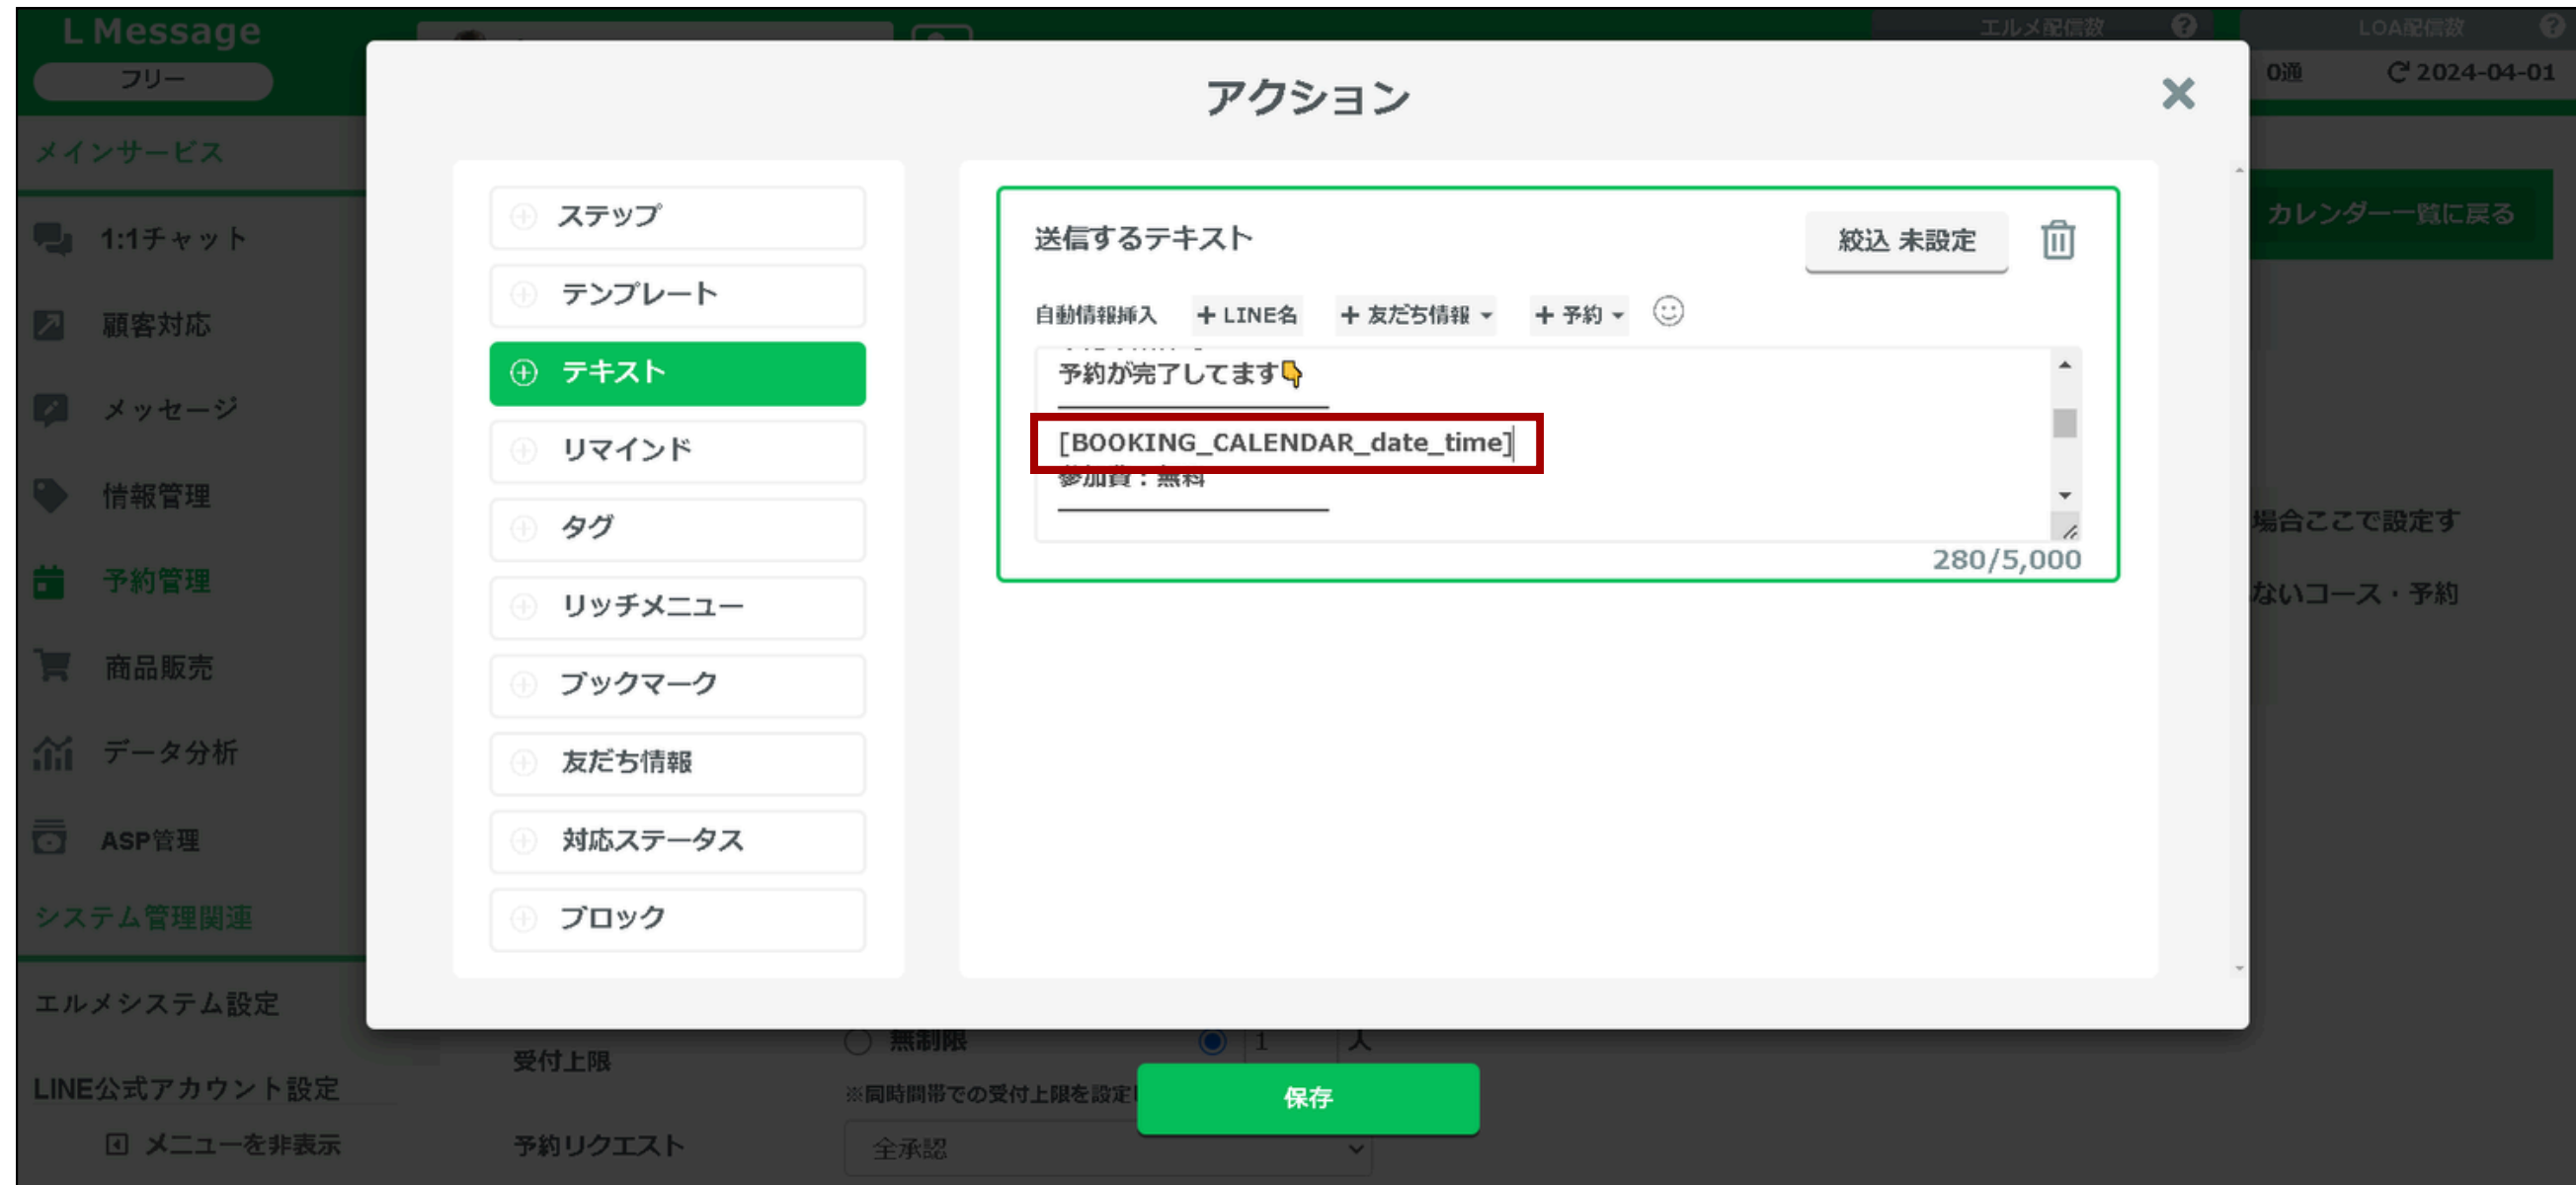 L Message
フリー
エルメ配信数
LOA配信数
0通
2024-04-01
メインサービス
1:1チャット
顧客対応
メッセージ
情報管理
予約管理
商品販売
データ分析
ASP管理
システム管理関連
エルメシステム設定
LINE公式アカウント設定
メニューを非表示
アクション
ステップ
テンプレート
テキスト
リマインド
タグ
リッチメニュー
ブックマーク
友だち情報
対応ステータス
ブロック
送信するテキスト
絞込 未設定
自動情報挿入 + LINE名 + 友だち情報 + 予約
予約が完了してます👇
[BOOKING_CALENDAR_date_time]
参加費：無料
280/5,000
カレンダー一覧に戻る
場合ここで設定す
ないコース・予約
受付上限
無制限
1
人
※同時間帯での受付上限を設定
保存
予約リクエスト
全承認